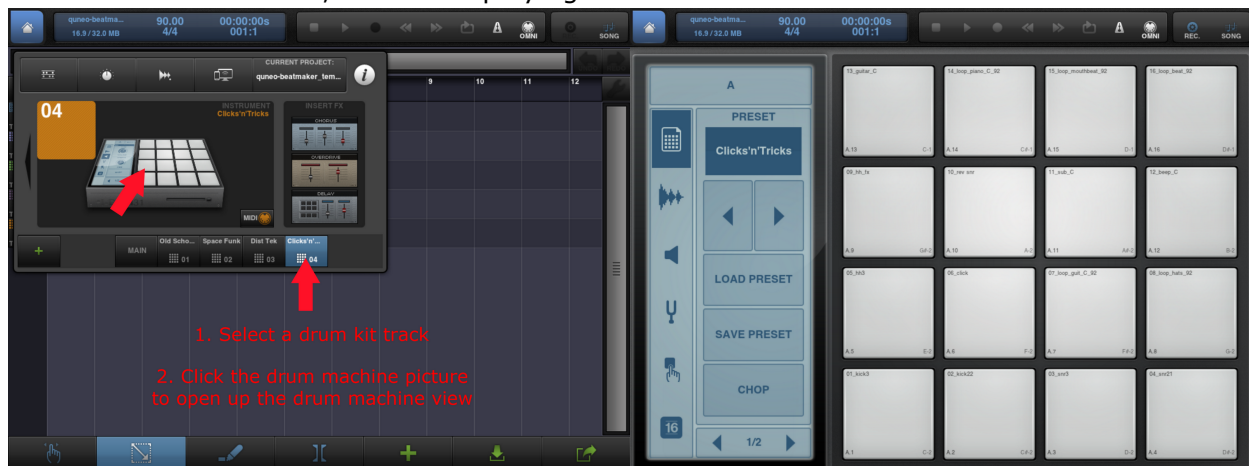 quneo-beatma...
16.9 / 32.0 MB
90.00
4/4
00:00:00s
001:1
OMNI
SONG
CURRENT PROJECT:
quneo-beatmaker_tem...
04
INSTRUMENT
Clicks'n'Tricks
INSERT FX
CHORUS
OVERDRIVE
DELAY
MIDI
MAIN
Old Scho...
01
Space Funk
02
Dist Tek
03
Clicks'n'...
04
9
10
11
12
1. Select a drum kit track
2. Click the drum machine picture
to open up the drum machine view
quneo-beatma...
16.9 / 32.0 MB
90.00
4/4
00:00:00s
001:1
OMNI
REC.
SONG
A
PRESET
Clicks'n'Tricks
LOAD PRESET
SAVE PRESET
CHOP
16
1/2
13_guitar_C
A.13 C-1
14_loop_piano_C_92
A.14 C#-1
15_loop_mouthbeat_92
A.15 D-1
16_loop_beat_92
A.16 D#-1
09_hh_fx
A.9 G#-2
10_rev snr
A.10 A-2
11_sub_C
A.11 A#-2
12_beep_C
A.12 B-2
05_hh3
A.5 E-2
06_click
A.6 F-2
07_loop_guit_C_92
A.7 F#-2
08_loop_hats_92
A.8 G-2
01_kick3
A.1 C-2
02_kick22
A.2 C#-2
03_snr3
A.3 D-2
04_snr21
A.4 D#-2